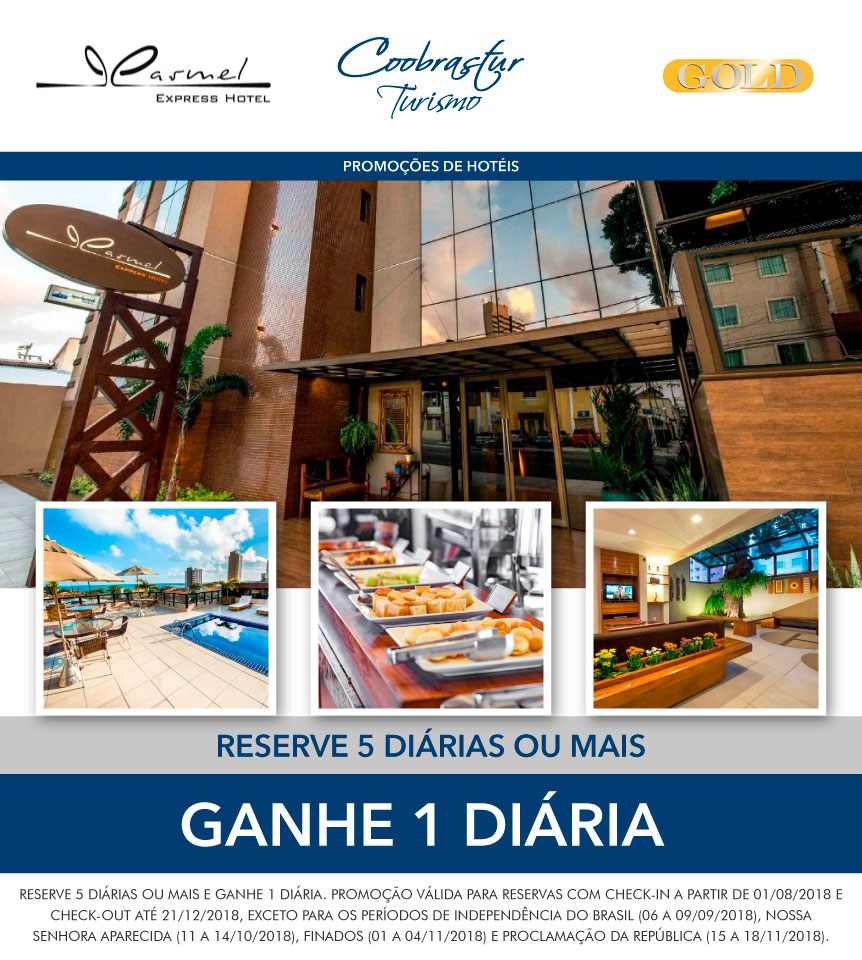 Carmel
EXPRESS HOTEL
Coobrastur
Turismo
GOLD
PROMOÇÕES DE HOTÉIS
Carmel
EXPRESS HOTEL
RESERVE 5 DIÁRIAS OU MAIS
GANHE 1 DIÁRIA
RESERVE 5 DIÁRIAS OU MAIS E GANHE 1 DIÁRIA. PROMOÇÃO VÁLIDA PARA RESERVAS COM CHECK-IN A PARTIR DE 01/08/2018 E
CHECK-OUT ATÉ 21/12/2018, EXCETO PARA OS PERÍODOS DE INDEPENDÊNCIA DO BRASIL (06 A 09/09/2018), NOSSA
SENHORA APARECIDA (11 A 14/10/2018), FINADOS (01 A 04/11/2018) E PROCLAMAÇÃO DA REPÚBLICA (15 A 18/11/2018).